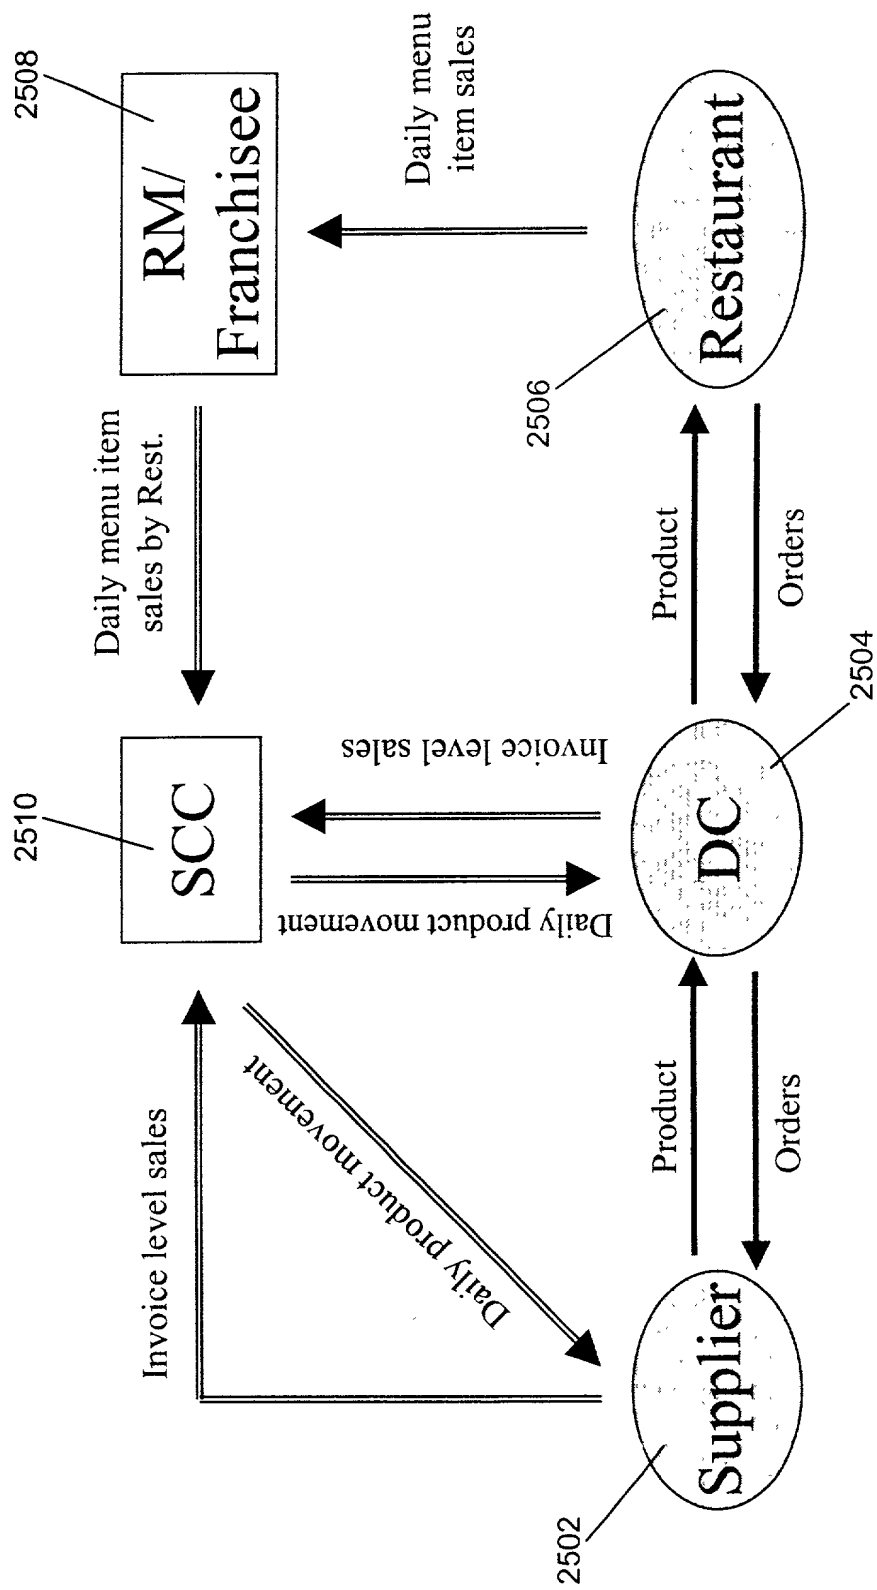 Invoice level sales
2510
SCC
Daily menu item
sales by Rest.
RM/
Franchisee
2508
Daily product movement
Daily product movement
Invoice level sales
Daily menu
item sales
2502
Supplier
Product
Orders
DC
2504
Product
Orders
2506
Restaurant